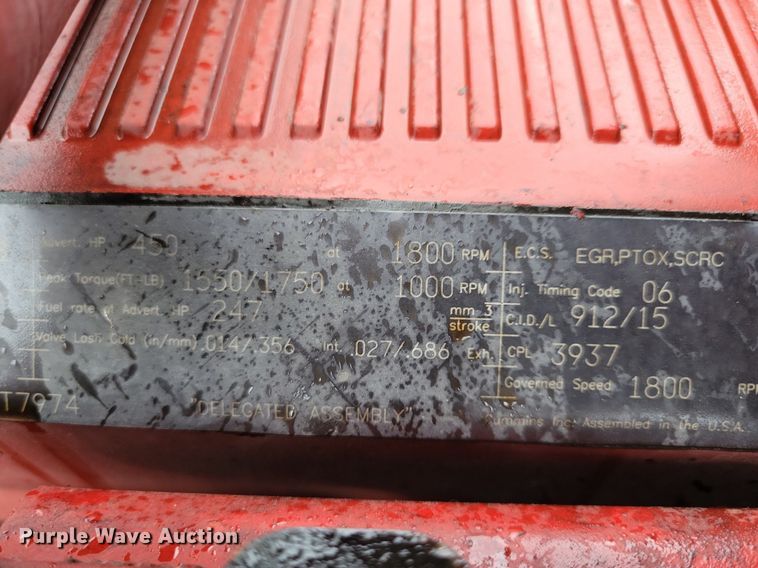 Advert. HP 450 at 1800 RPM
Peak Torque(FT-LB) 1550/1750 at 1000 RPM
Fuel rate at Advert. HP 247 mm 3 stroke
Valve Lash Cold (in/mm) .014/.356 Int. .027/.686 Exh.
E.C.S. EGR,PTOX,SCRC
Inj. Timing Code 06
C.I.D./L 912/15
CPL 3937
Governed Speed 1800 RP
T7974 "DELEGATED ASSEMBLY" Cummins Inc. Assembled in the U.S.A.
Purple Wave Auction